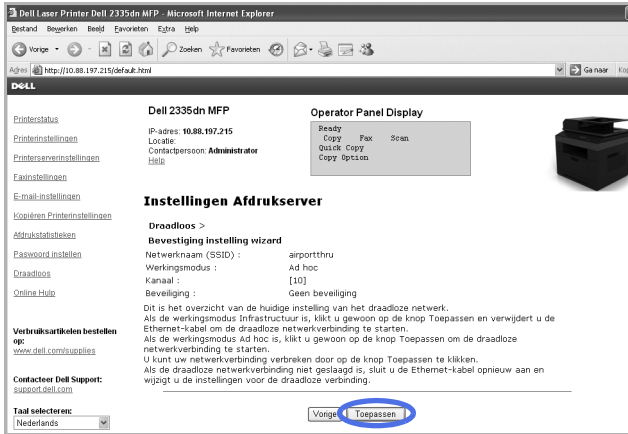 Dell Laser Printer Dell 2335dn MFP - Microsoft Internet Explorer
Bestand Bewerken Beeld Favorieten Extra Help
Vorige Zoeken Favorieten
Adres http://10.88.197.215/default.html Ga naar
DELL
Printerstatus
Printerinstellingen
Printerserverinstellingen
Faxinstellingen
E-mail-instellingen
Kopiëren Printerinstellingen
Afdrukstatistieken
Paswoord instellen
Draadloos
Online Hulp
Verbruiksartikelen bestellen
op:
www.dell.com/supplies
Contacteer Dell Support:
support.dell.com
Taal selecteren:
Nederlands
Dell 2335dn MFP
IP-adres: 10.88.197.215
Locatie:
Contactpersoon: Administrator
Help
Operator Panel Display
Ready
Copy Fax Scan
Quick Copy
Copy Option
Instellingen Afdrukserver
Draadloos >
Bevestiging instelling wizard
Netwerknaam (SSID) : airportthru
Werkingsmodus : Ad hoc
Kanaal : [10]
Beveiliging : Geen beveiliging
Dit is het overzicht van de huidige instelling van het draadloze netwerk.
Als de werkingsmodus Infrastructuur is, klikt u gewoon op de knop Toepassen en verwijdert u de
Ethernet-kabel om de draadloze netwerkverbinding te starten.
Als de werkingsmodus Ad hoc is, klikt u gewoon op de knop Toepassen om de draadloze
netwerkverbinding te starten.
U kunt uw netwerkverbinding verbreken door op de knop Toepassen te klikken.
Als de draadloze netwerkverbinding niet geslaagd is, sluit u de Ethernet-kabel opnieuw aan en
wijzigt u de instellingen voor de draadloze verbinding.
Vorige Toepassen